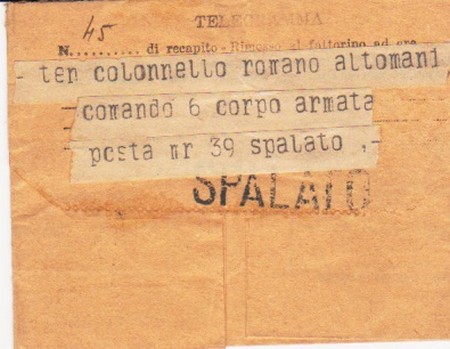 TELEGRAMMA
45
N. .......... di recapito - Rimesso al fattorino ad ore
- ten colonnello romano altomani
comando 6 corpo armata
posta nr 39 spalato .-
SPALATO